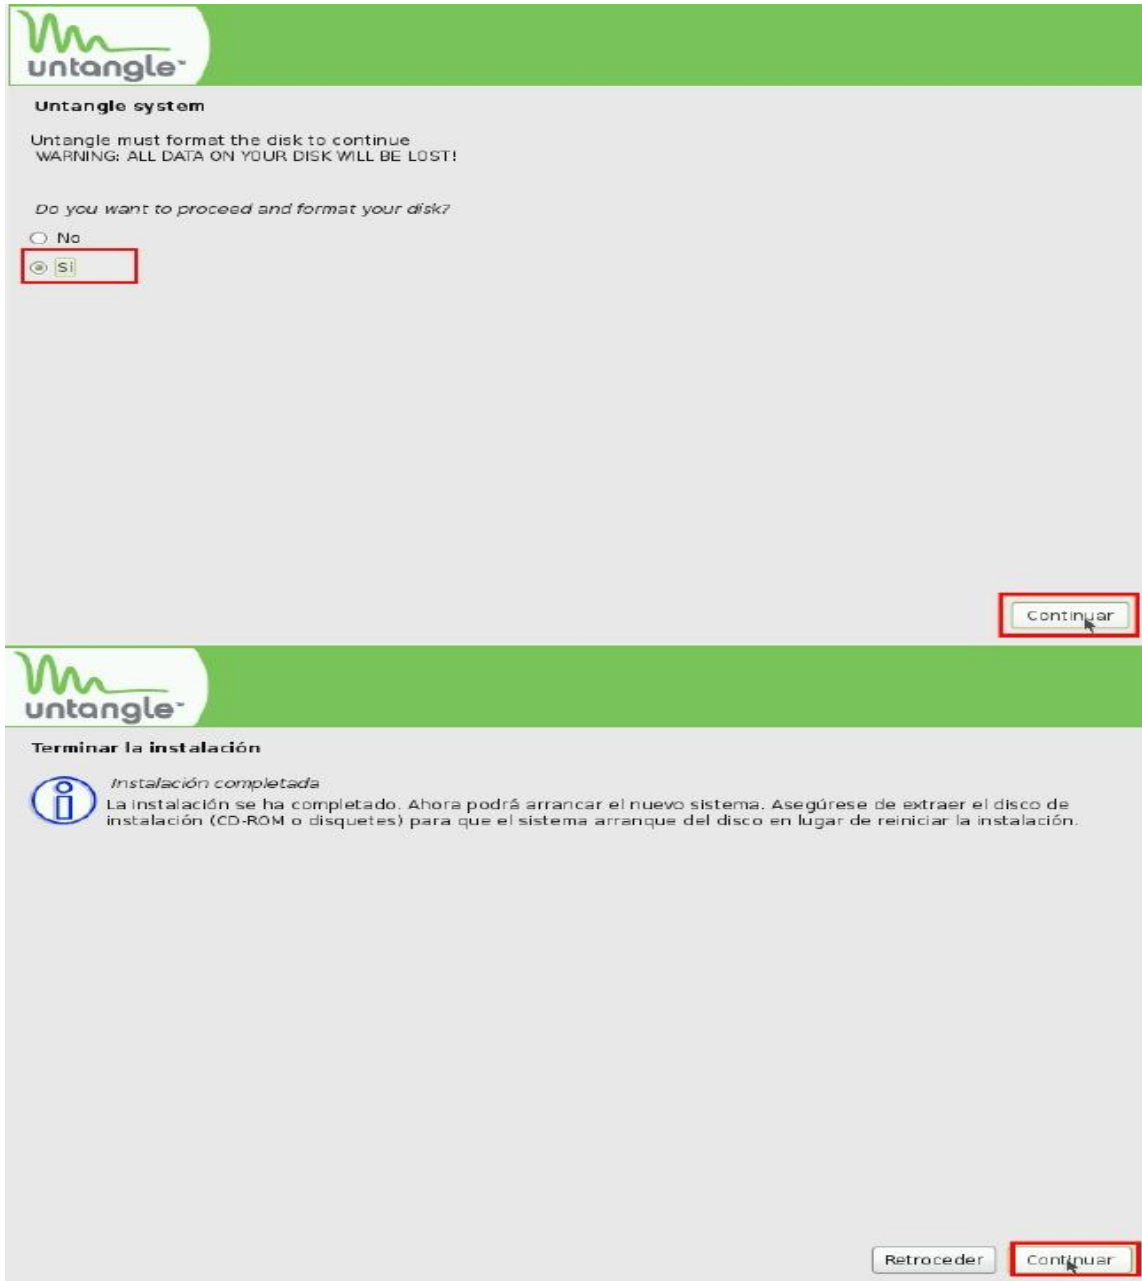 untangle™
Untangle system
Untangle must format the disk to continue
WARNING: ALL DATA ON YOUR DISK WILL BE LOST!
Do you want to proceed and format your disk?
No
Si
Continuar
untangle™
Terminar la instalación
Instalación completada
La instalación se ha completado. Ahora podrá arrancar el nuevo sistema. Asegúrese de extraer el disco de
instalación (CD-ROM o disquetes) para que el sistema arranque del disco en lugar de reiniciar la instalación.
Retroceder Continuar